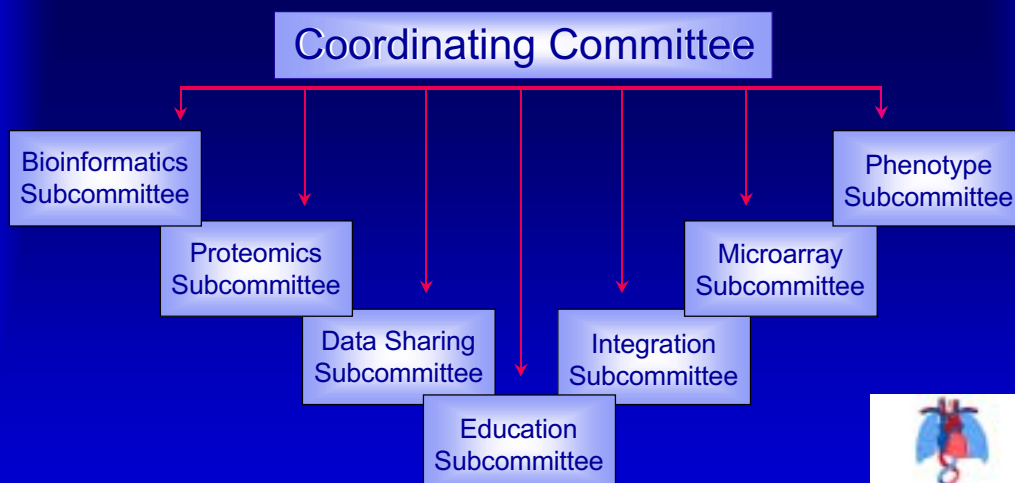 Coordinating Committee
Bioinformatics
Subcommittee
Proteomics
Subcommittee
Data Sharing
Subcommittee
Education
Subcommittee
Integration
Subcommittee
Microarray
Subcommittee
Phenotype
Subcommittee